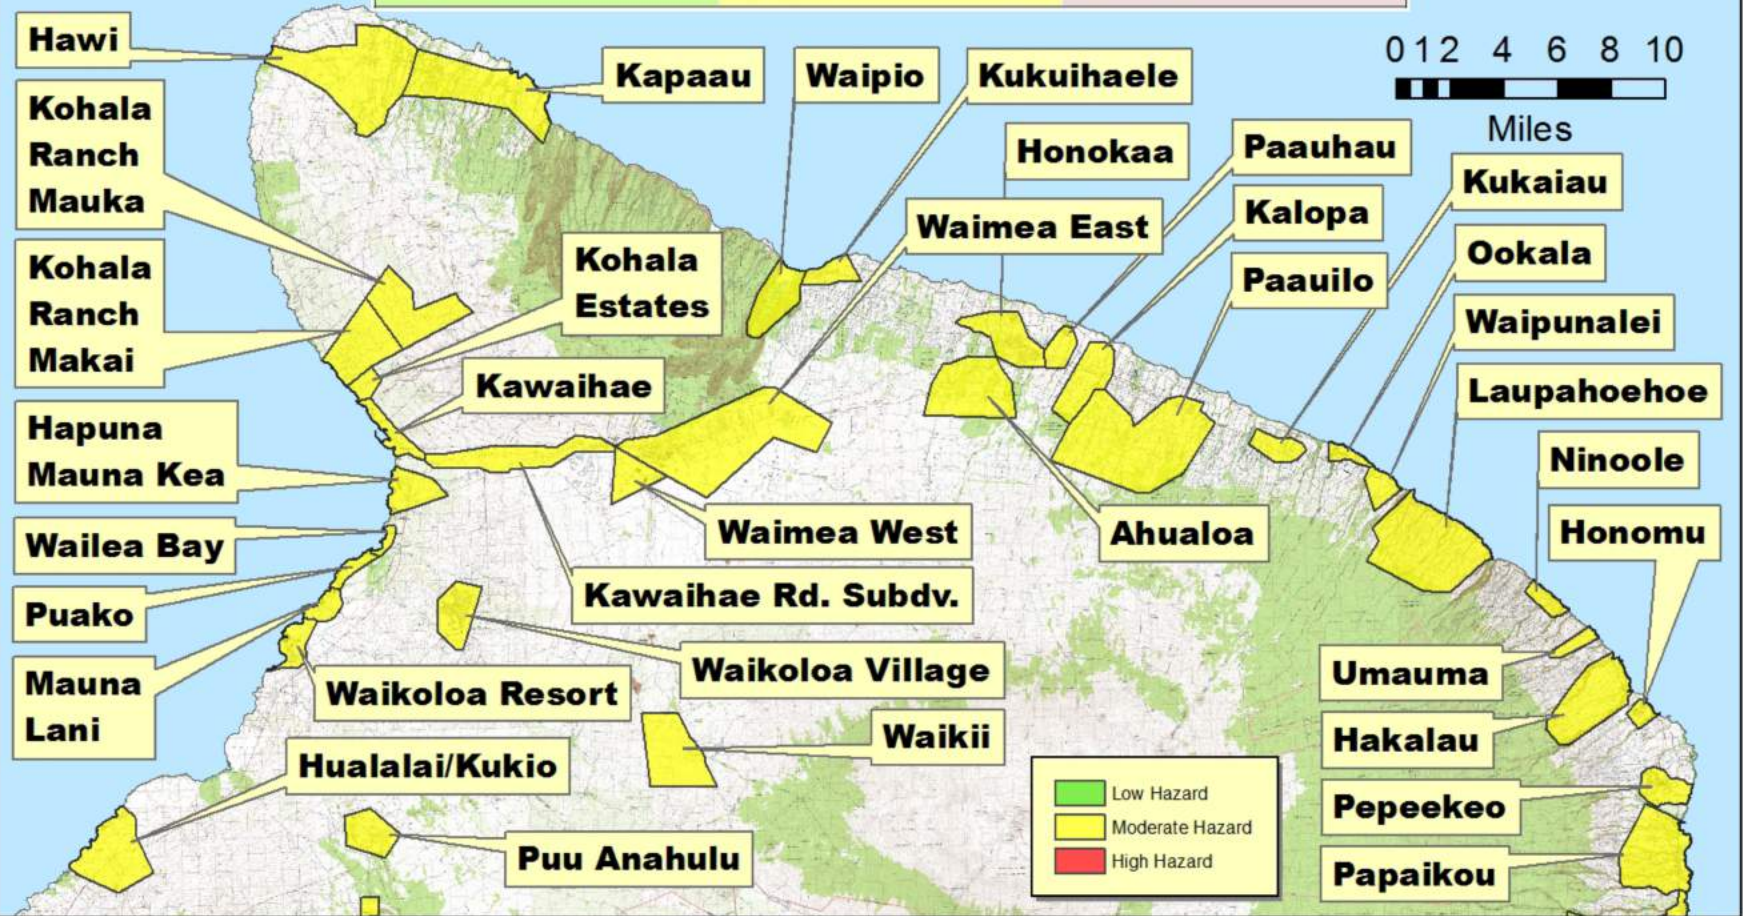 Hawi
Kohala
Ranch
Mauka
Kohala
Ranch
Makai
Hapuna
Mauna Kea
Wailea Bay
Puako
Mauna
Lani
Kapaau
Waipio
Kukuihaele
0 1 2 4 6 8 10
Miles
Honokaa
Paauhau
Kukaiau
Waimea East
Kalopa
Ookala
Kohala
Estates
Paauilo
Waipunalei
Kawaihae
Laupahoehoe
Ninoole
Waimea West
Ahualoa
Honomu
Kawaihae Rd. Subdv.
Waikoloa Village
Waikoloa Resort
Umauma
Waikii
Hakalau
Hualalai/Kukio
Low Hazard
Moderate Hazard
High Hazard
Pepeekeo
Puu Anahulu
Papaikou